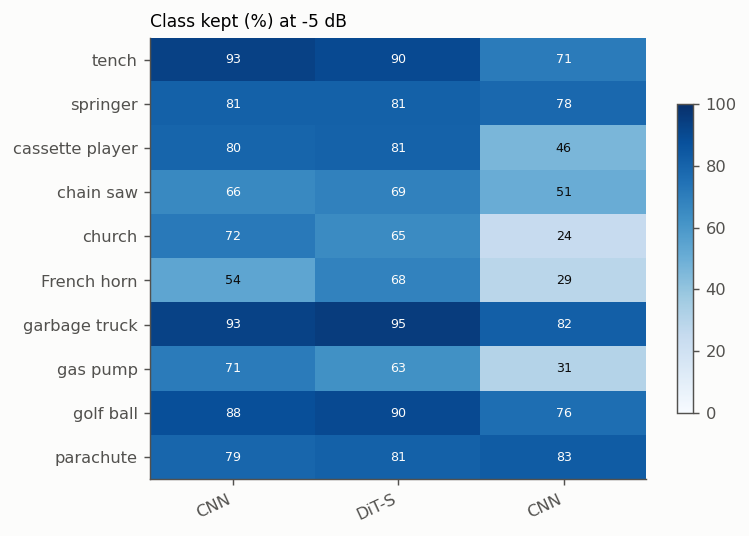 Class kept (%) at -5 dB
tench 93 90 71
springer 81 81 78
cassette player 80 81 46
chain saw 66 69 51
church 72 65 24
French horn 54 68 29
garbage truck 93 95 82
gas pump 71 63 31
golf ball 88 90 76
parachute 79 81 83
CNN DiT-S CNN
100
80
60
40
20
0